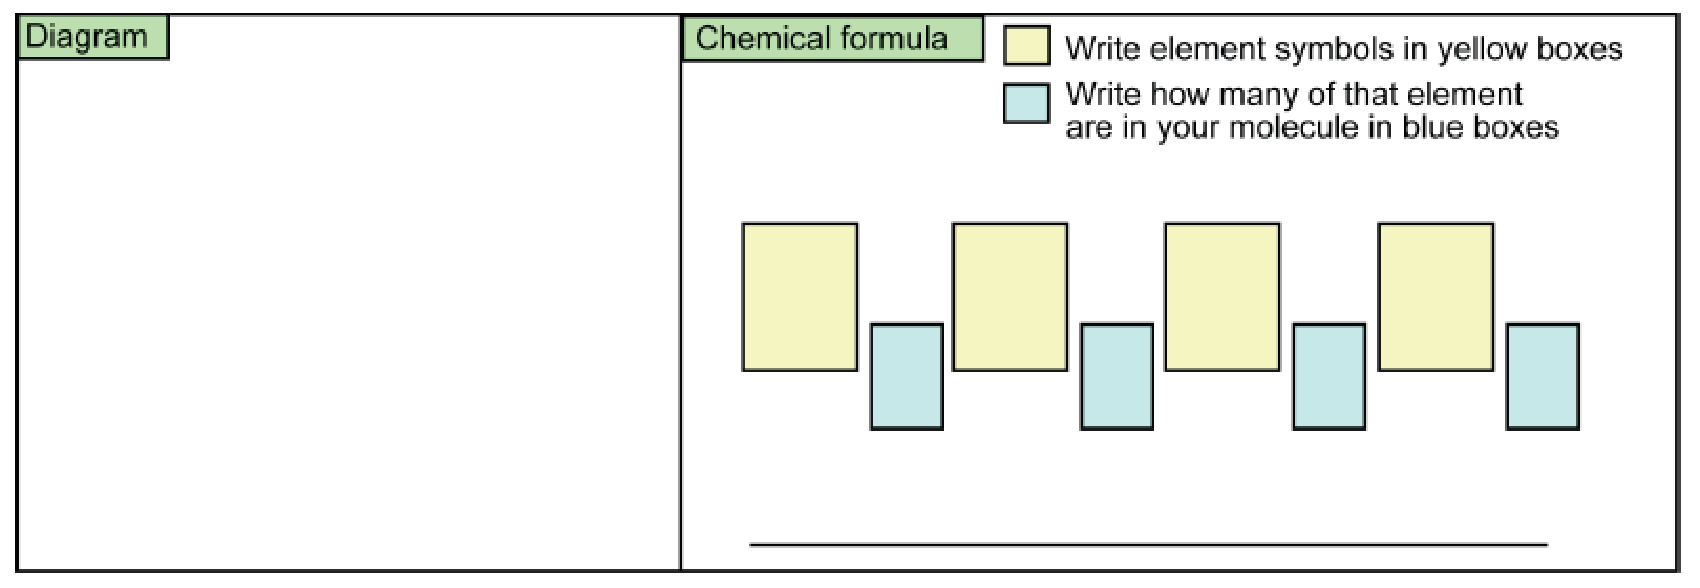 Diagram
Chemical formula
Write element symbols in yellow boxes
Write how many of that element
are in your molecule in blue boxes